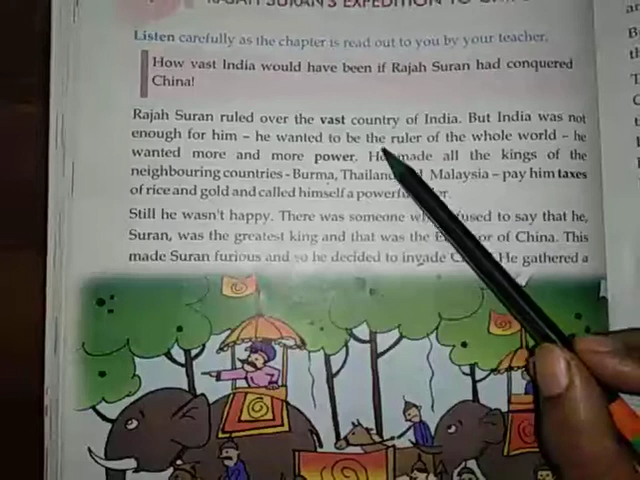 RAJAH SURAN'S EXPEDITION TO
Listen carefully as the chapter is read out to you by your teacher.
How vast India would have been if Rajah Suran had conquered
China!
Rajah Suran ruled over the vast country of India. But India was not
enough for him – he wanted to be the ruler of the whole world – he
wanted more and more power. He made all the kings of the
neighbouring countries - Burma, Malaysia – pay him taxes
of rice and gold and called himself a
Still he wasn't happy. There was someone to say that he,
Suran, was the greatest king and that was the of China. This
made Suran furious and so he decided to invade He gathered a